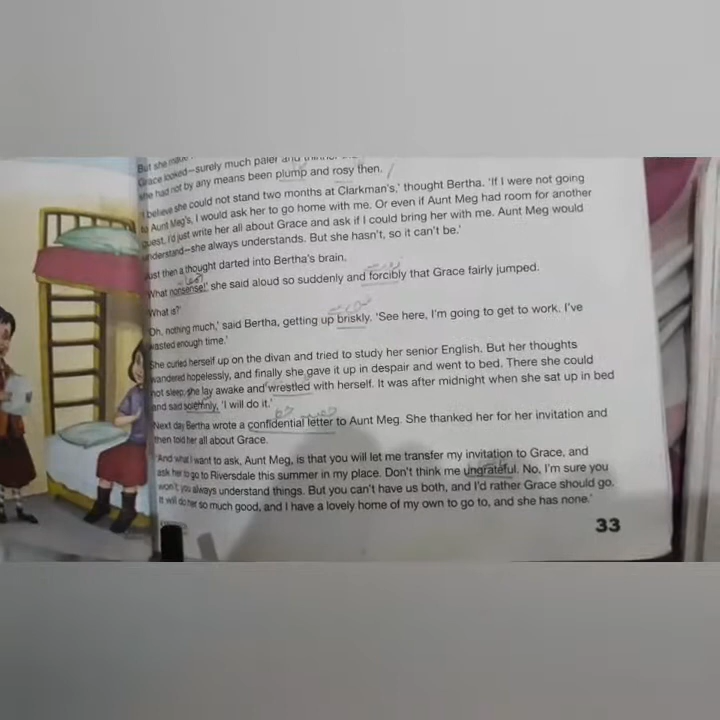 But she
Grace looked—surely much paler and thinner
she had not by any means been plump and rosy then.
'I believe she could not stand two months at Clarkman's,' thought Bertha. 'If I were not going
to Aunt Meg's, I would ask her to go home with me. Or even if Aunt Meg had room for another
guest, I'd just write her all about Grace and ask if I could bring her with me. Aunt Meg would
understand—she always understands. But she hasn't, so it can't be.'
Just then a thought darted into Bertha's brain.
'What nonsense!' she said aloud so suddenly and forcibly that Grace fairly jumped.
'What is?'
'Oh, nothing much,' said Bertha, getting up briskly. 'See here, I'm going to get to work. I've
wasted enough time.'
She curled herself up on the divan and tried to study her senior English. But her thoughts
wandered hopelessly, and finally she gave it up in despair and went to bed. There she could
not sleep; she lay awake and wrestled with herself. It was after midnight when she sat up in bed
and said solemnly, 'I will do it.'
Next day Bertha wrote a confidential letter to Aunt Meg. She thanked her for her invitation and
then told her all about Grace.
'And what I want to ask, Aunt Meg, is that you will let me transfer my invitation to Grace, and
ask her to go to Riversdale this summer in my place. Don't think me ungrateful. No, I'm sure you
won't, you always understand things. But you can't have us both, and I'd rather Grace should go.
It will do her so much good, and I have a lovely home of my own to go to, and she has none.'
33